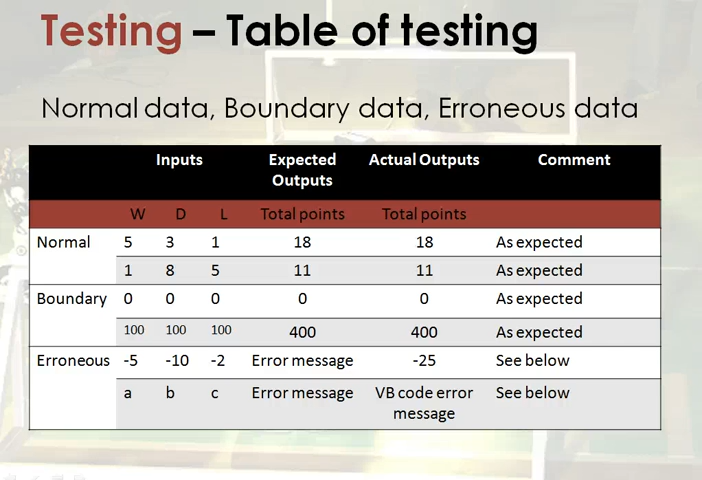 Testing – Table of testing
Normal data, Boundary data, Erroneous data
Inputs Expected Outputs Actual Outputs Comment
W D L Total points Total points
Normal 5 3 1 18 18 As expected
1 8 5 11 11 As expected
Boundary 0 0 0 0 0 As expected
100 100 100 400 400 As expected
Erroneous -5 -10 -2 Error message -25 See below
a b c Error message VB code error message See below